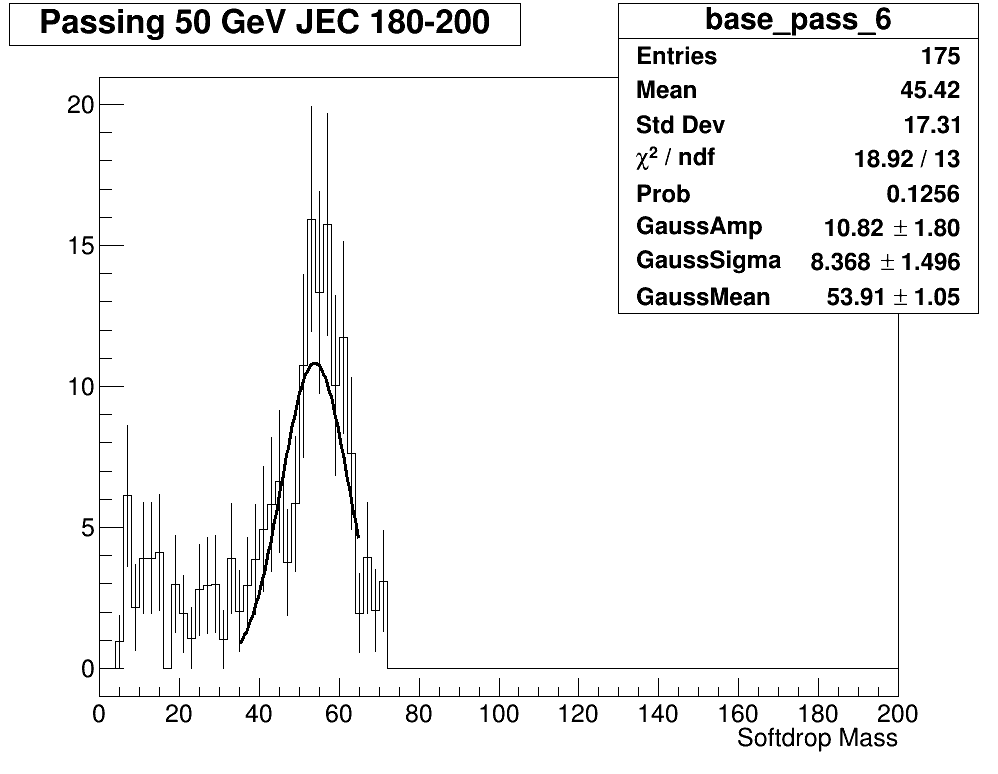 Passing 50 GeV JEC 180-200
base_pass_6
Entries 175
Mean 45.42
Std Dev 17.31
χ² / ndf 18.92 / 13
Prob 0.1256
GaussAmp 10.82 ± 1.80
GaussSigma 8.368 ± 1.496
GaussMean 53.91 ± 1.05
20
15
10
5
0
0 20 40 60 80 100 120 140 160 180 200
Softdrop Mass